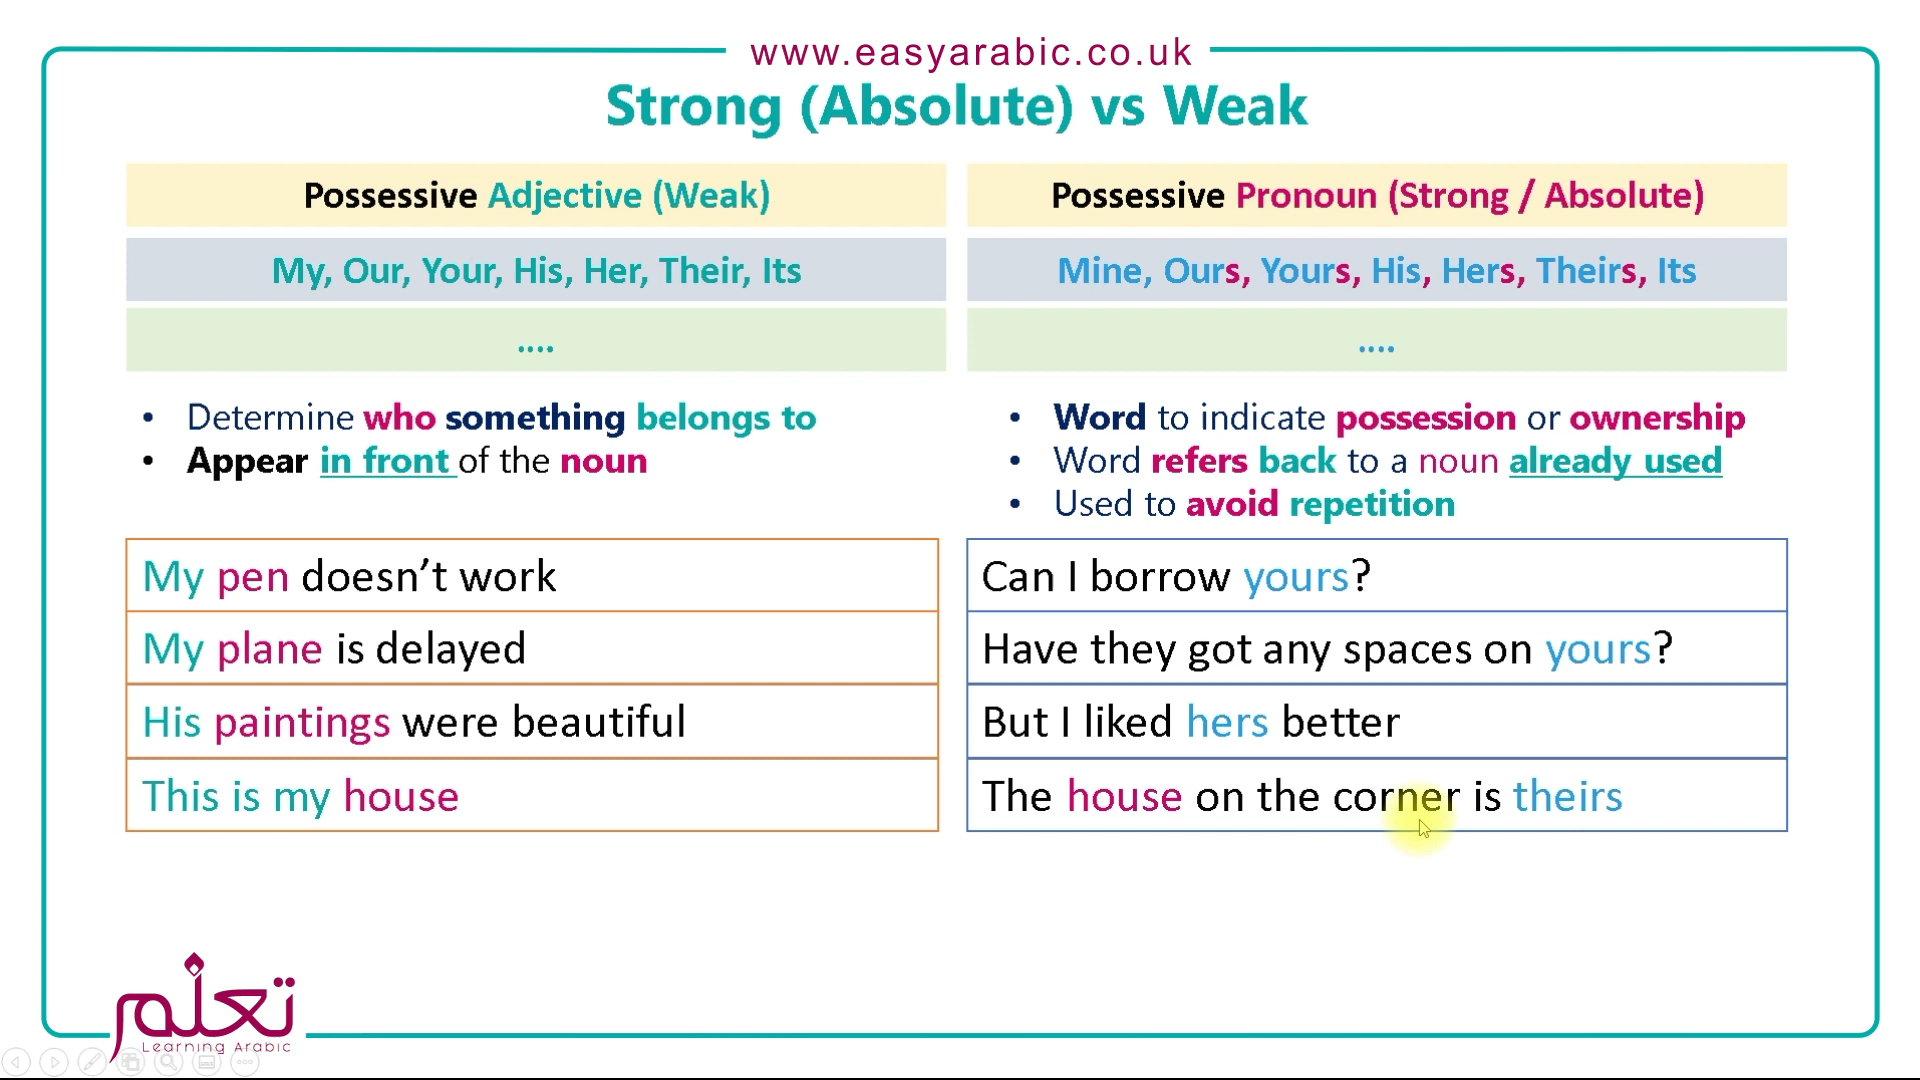 www.easyarabic.co.uk
Strong (Absolute) vs Weak
Possessive Adjective (Weak)
My, Our, Your, His, Her, Their, Its
....
• Determine who something belongs to
• Appear in front of the noun
My pen doesn’t work
My plane is delayed
His paintings were beautiful
This is my house
Possessive Pronoun (Strong / Absolute)
Mine, Ours, Yours, His, Hers, Theirs, Its
....
• Word to indicate possession or ownership
• Word refers back to a noun already used
• Used to avoid repetition
Can I borrow yours?
Have they got any spaces on yours?
But I liked hers better
The house on the corner is theirs
تعلم
Learning Arabic